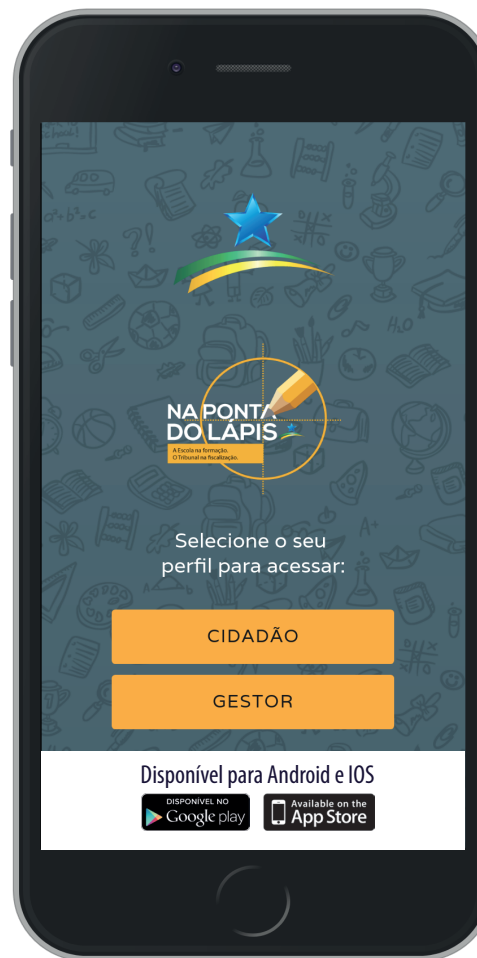 NA PONTA
DO LÁPIS
A Escola na formação.
O Tribunal na fiscalização.
Selecione o seu
perfil para acessar:
CIDADÃO
GESTOR
Disponível para Android e IOS
DISPONÍVEL NO
Google play
Available on the
App Store